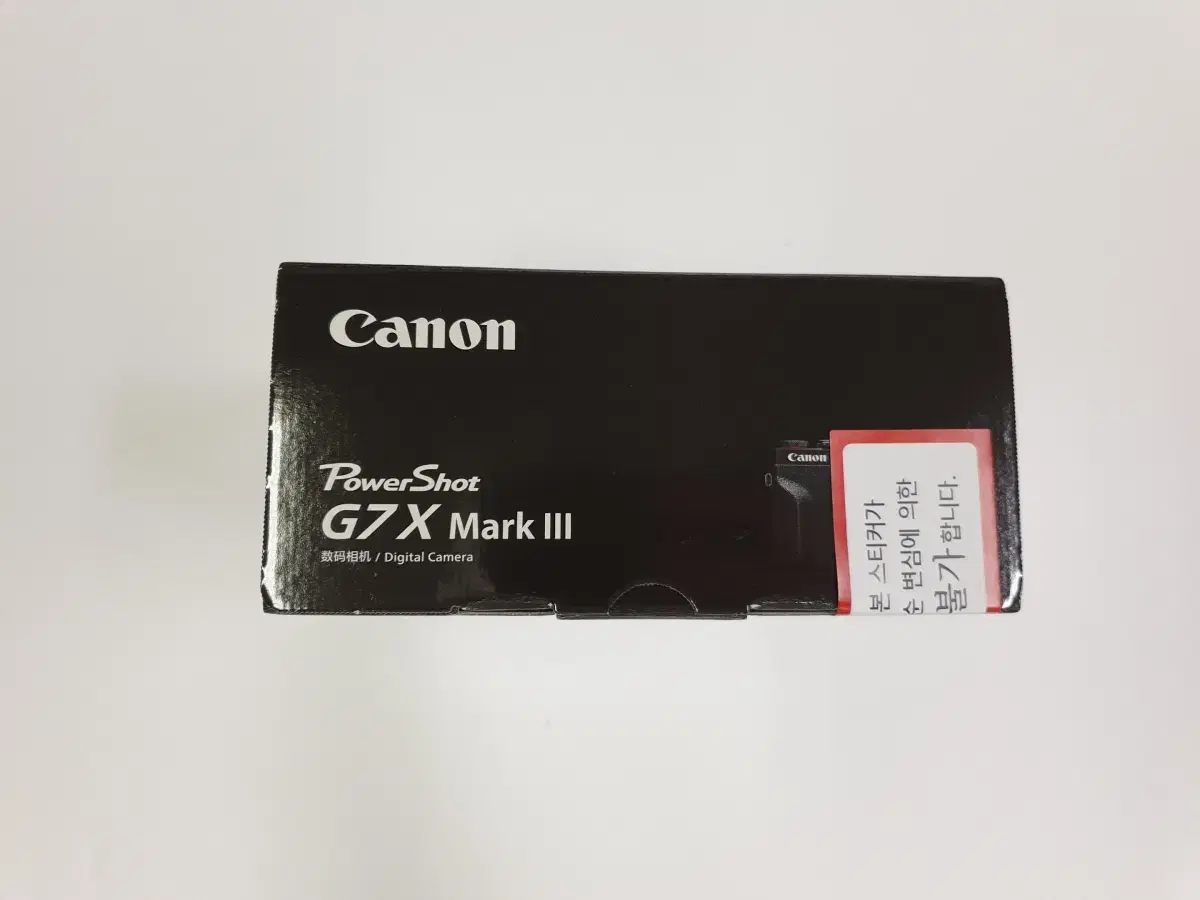 Canon
PowerShot
G7X Mark III
数码相机 / Digital Camera
Canon
본 스티커가
순 변심에 의한
불가합니다.